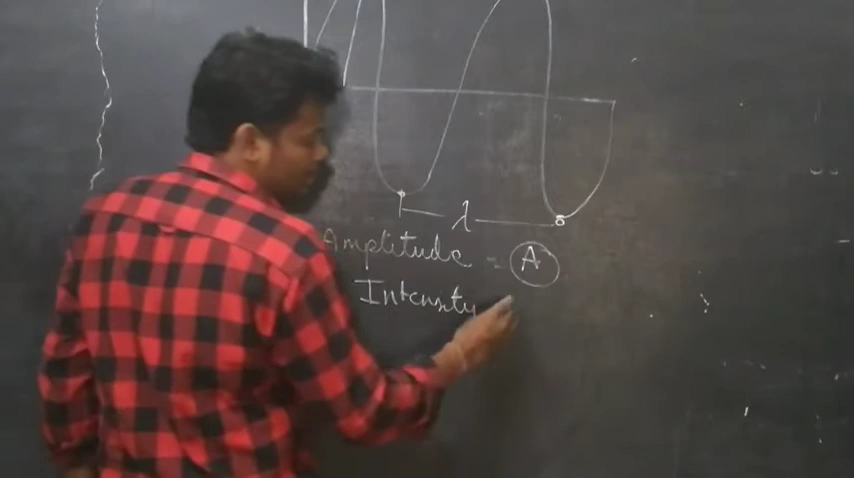 λ
Amplitude = A
Intensity